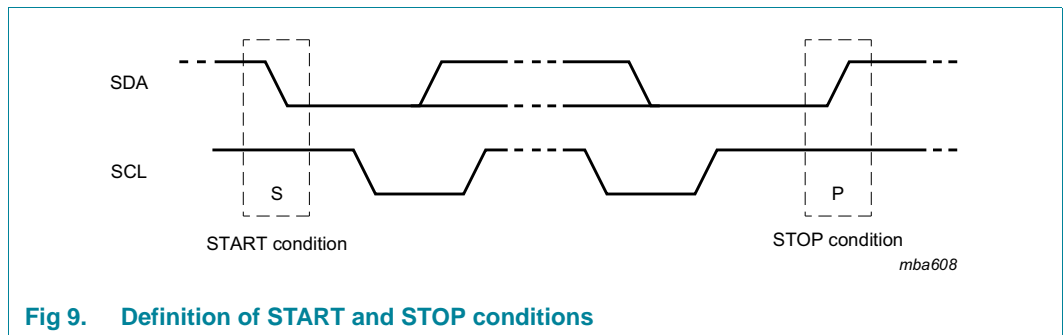 SDA
SCL
S
P
START condition
STOP condition
mba608
Fig 9. Definition of START and STOP conditions